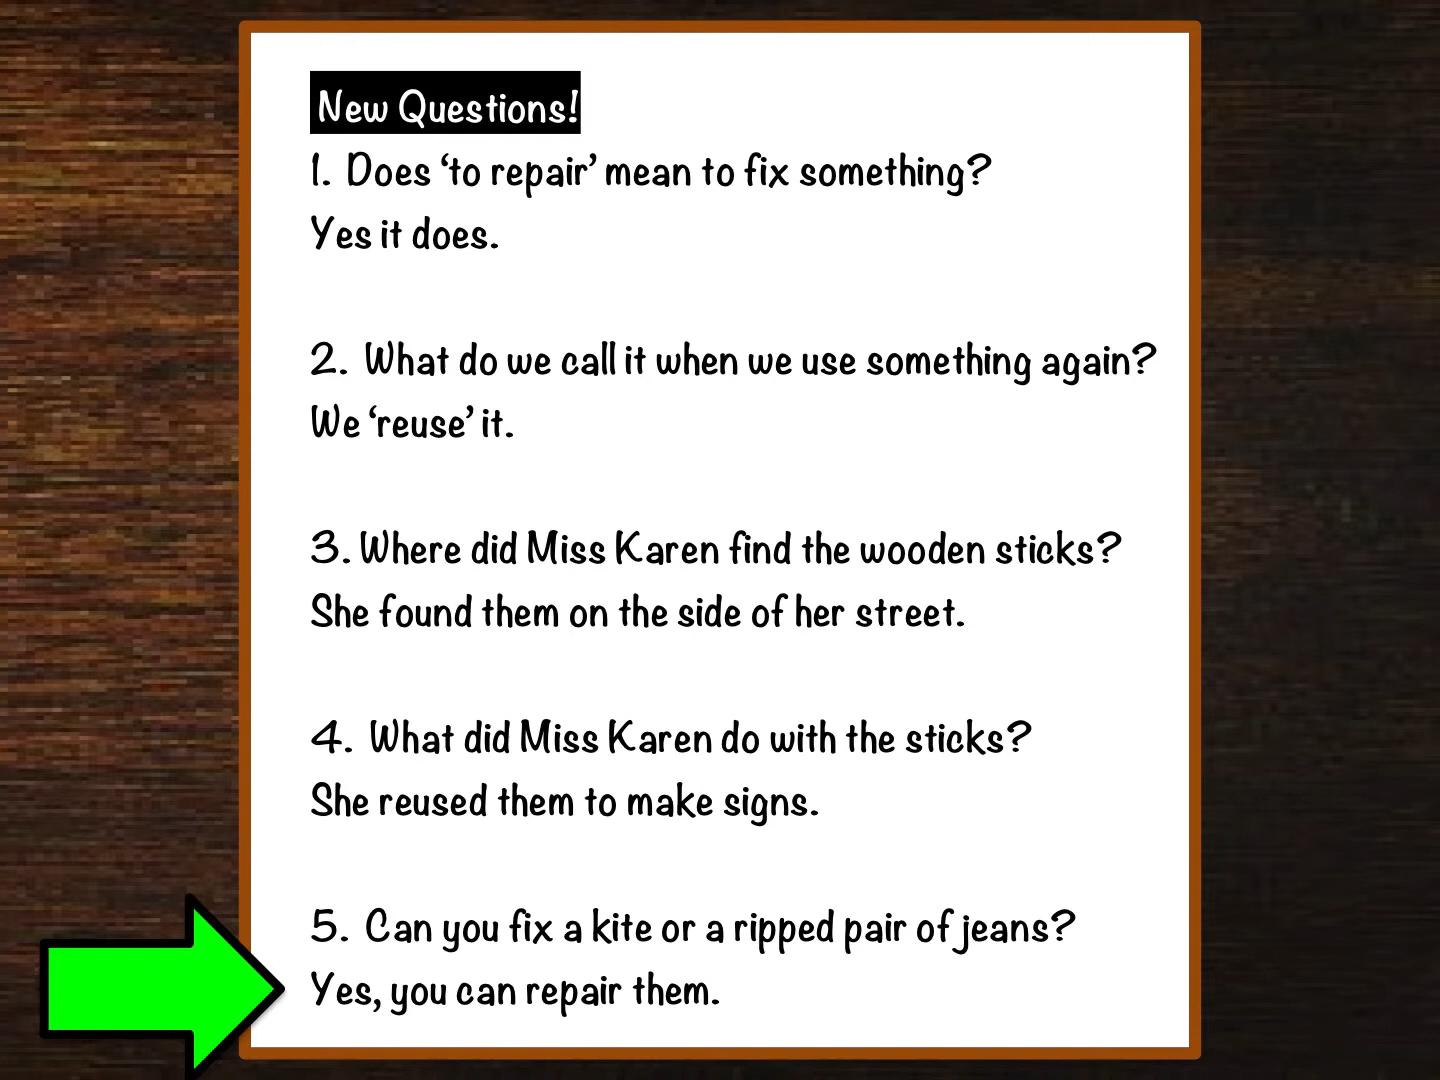 New Questions!
1. Does ‘to repair’ mean to fix something?
Yes it does.
2. What do we call it when we use something again?
We ‘reuse’ it.
3. Where did Miss Karen find the wooden sticks?
She found them on the side of her street.
4. What did Miss Karen do with the sticks?
She reused them to make signs.
5. Can you fix a kite or a ripped pair of jeans?
Yes, you can repair them.